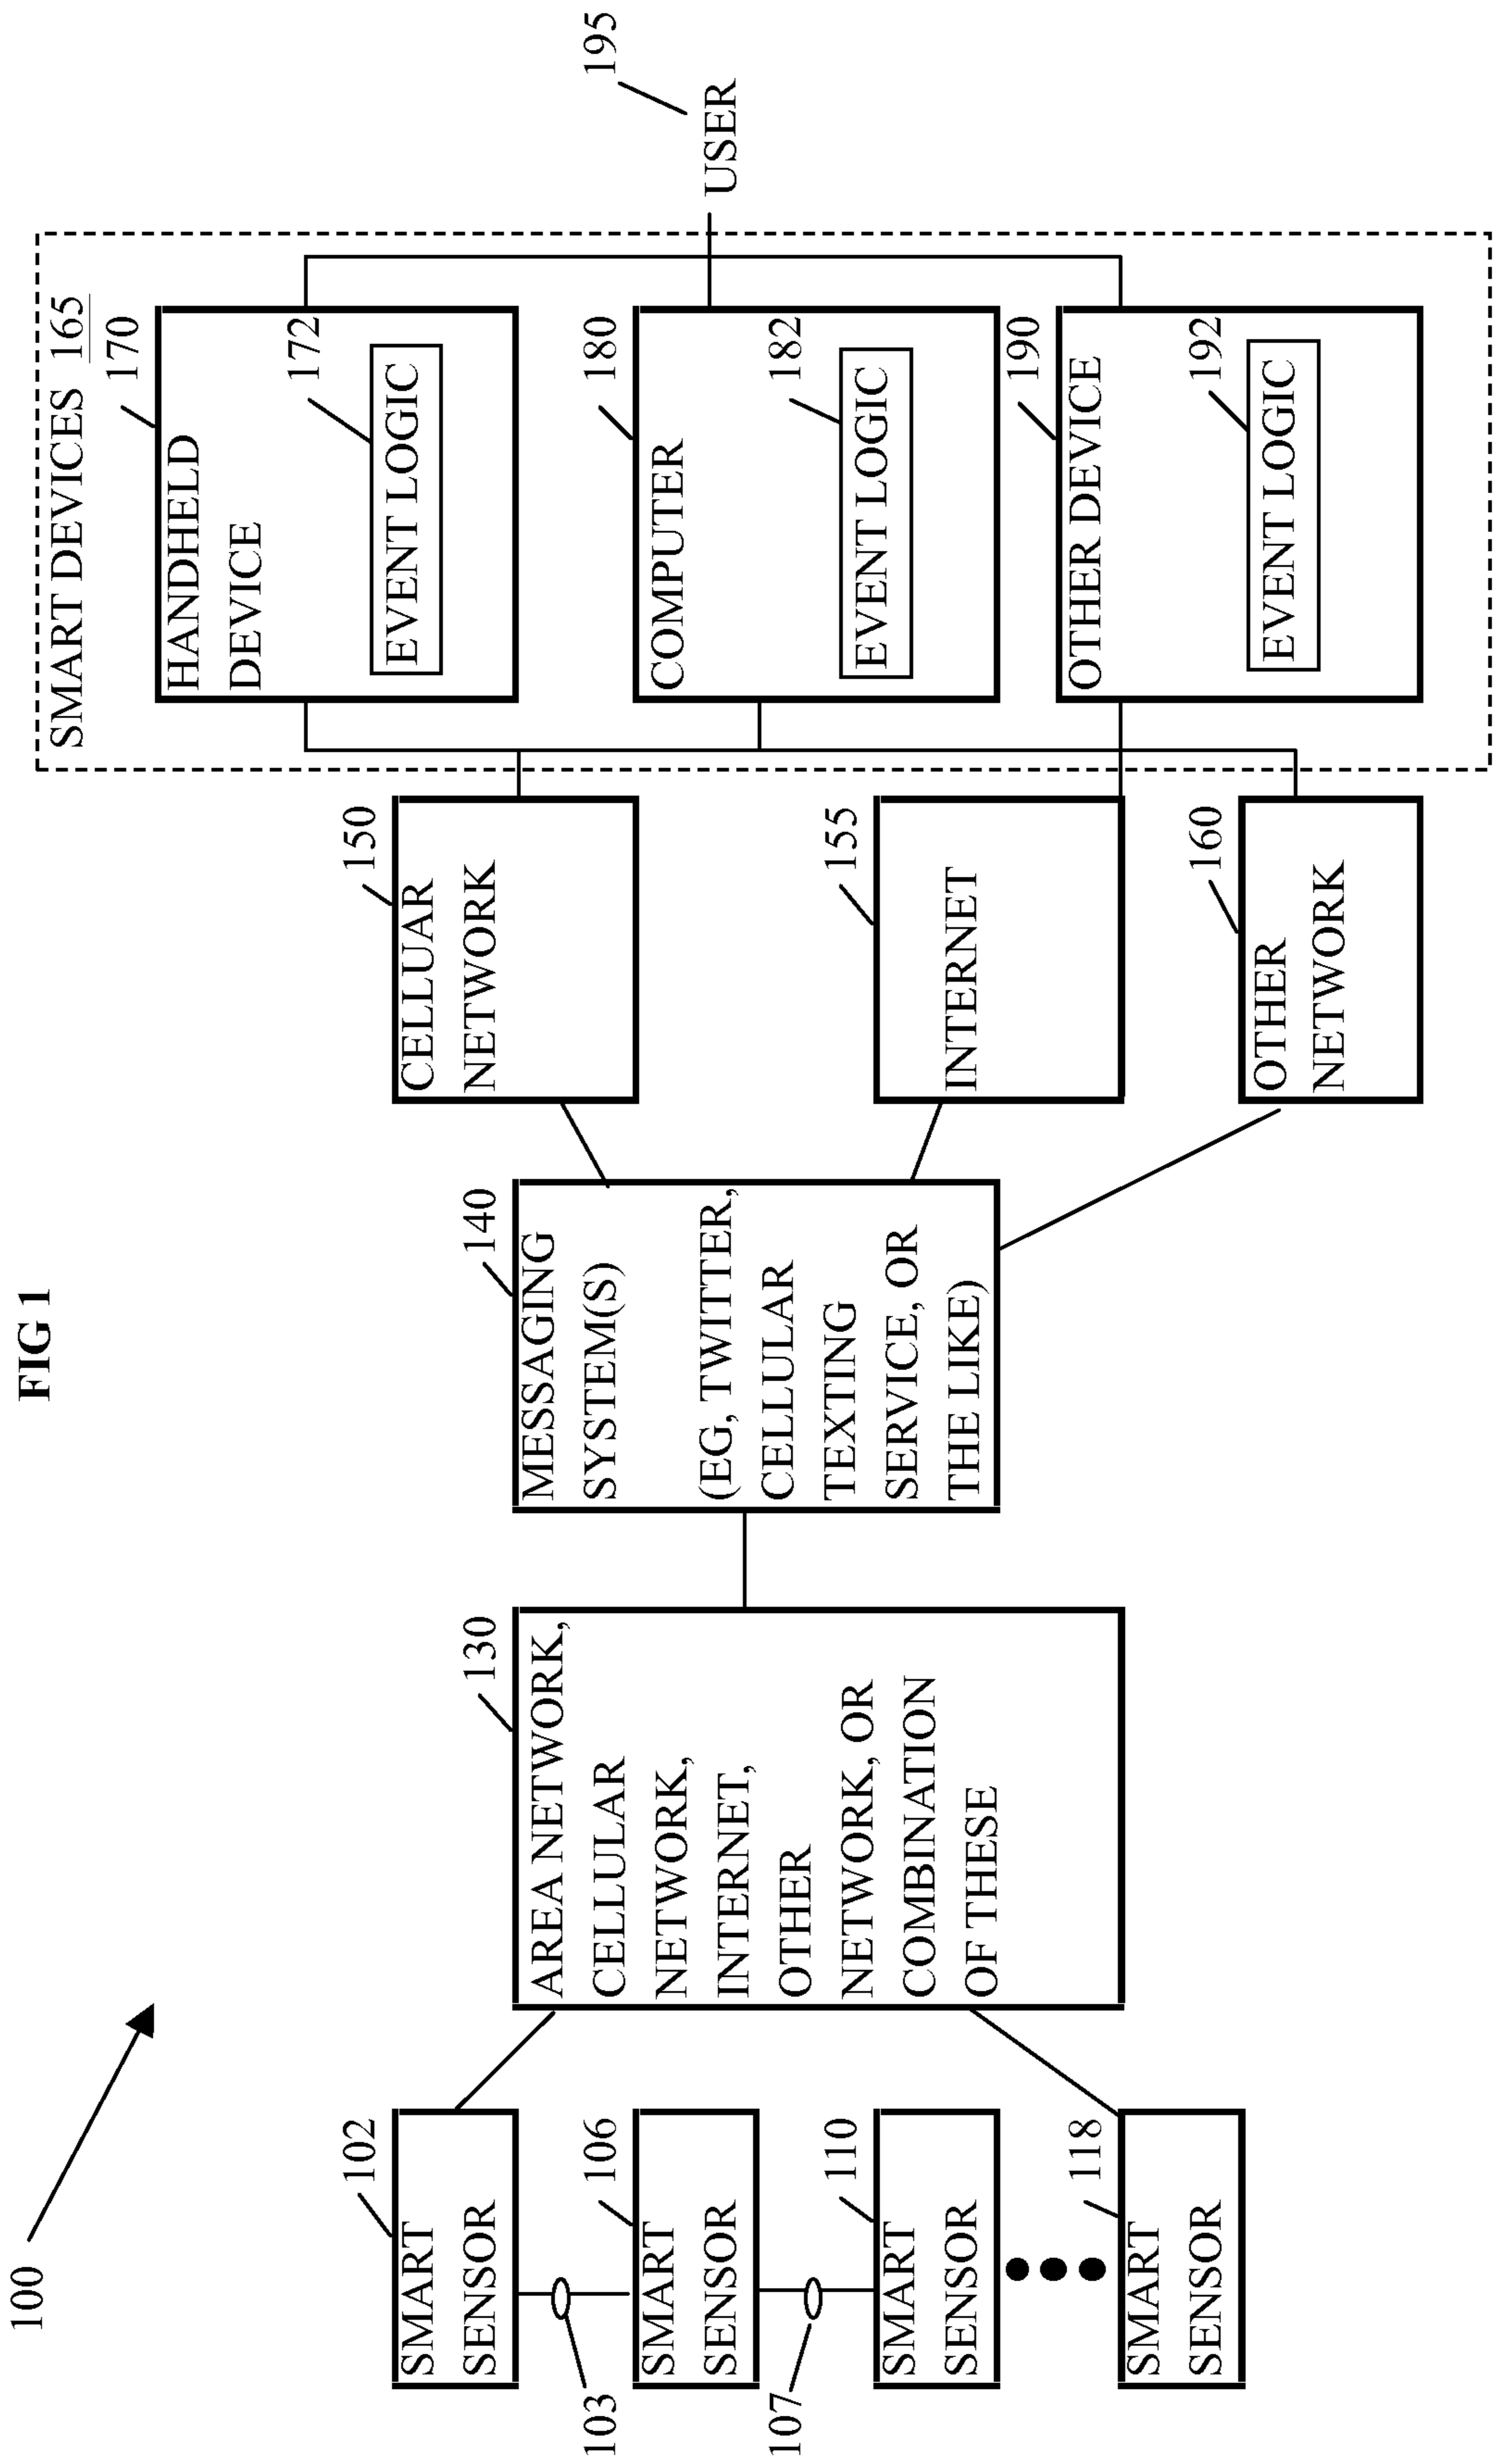 FIG 1
100
SMART
SENSOR
102
103
SMART
SENSOR
106
107
SMART
SENSOR
110
SMART
SENSOR
118
AREA NETWORK,
CELLULAR
NETWORK,
INTERNET,
OTHER
NETWORK, OR
COMBINATION
OF THESE
130
MESSAGING
SYSTEM(S)
(EG, TWITTER,
CELLULAR
TEXTING
SERVICE, OR
THE LIKE)
140
CELLUAR
NETWORK
150
INTERNET
155
OTHER
NETWORK
160
SMART DEVICES 165
HANDHELD
DEVICE
170
EVENT LOGIC
172
COMPUTER
180
EVENT LOGIC
182
OTHER DEVICE
190
EVENT LOGIC
192
USER
195